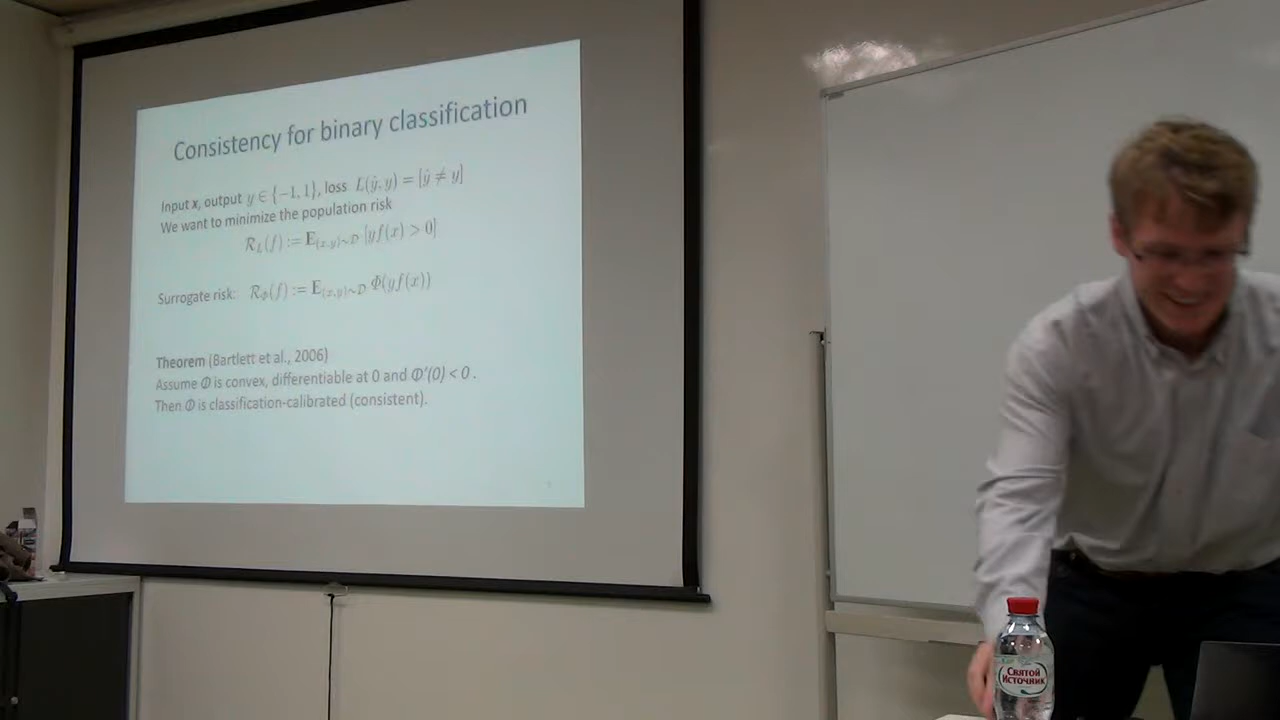 Consistency for binary classification
Input x, output y ∈ {−1, 1}, loss L(ŷ, y) = [ŷ ≠ y]
We want to minimize the population risk
R_L(f) := E_{(x,y)∼D} [yf(x) > 0]
Surrogate risk: R_Φ(f) := E_{(x,y)∼D} Φ(yf(x))
Theorem (Bartlett et al., 2006)
Assume Φ is convex, differentiable at 0 and Φ'(0) < 0 .
Then Φ is classification-calibrated (consistent).
Святой
Источник